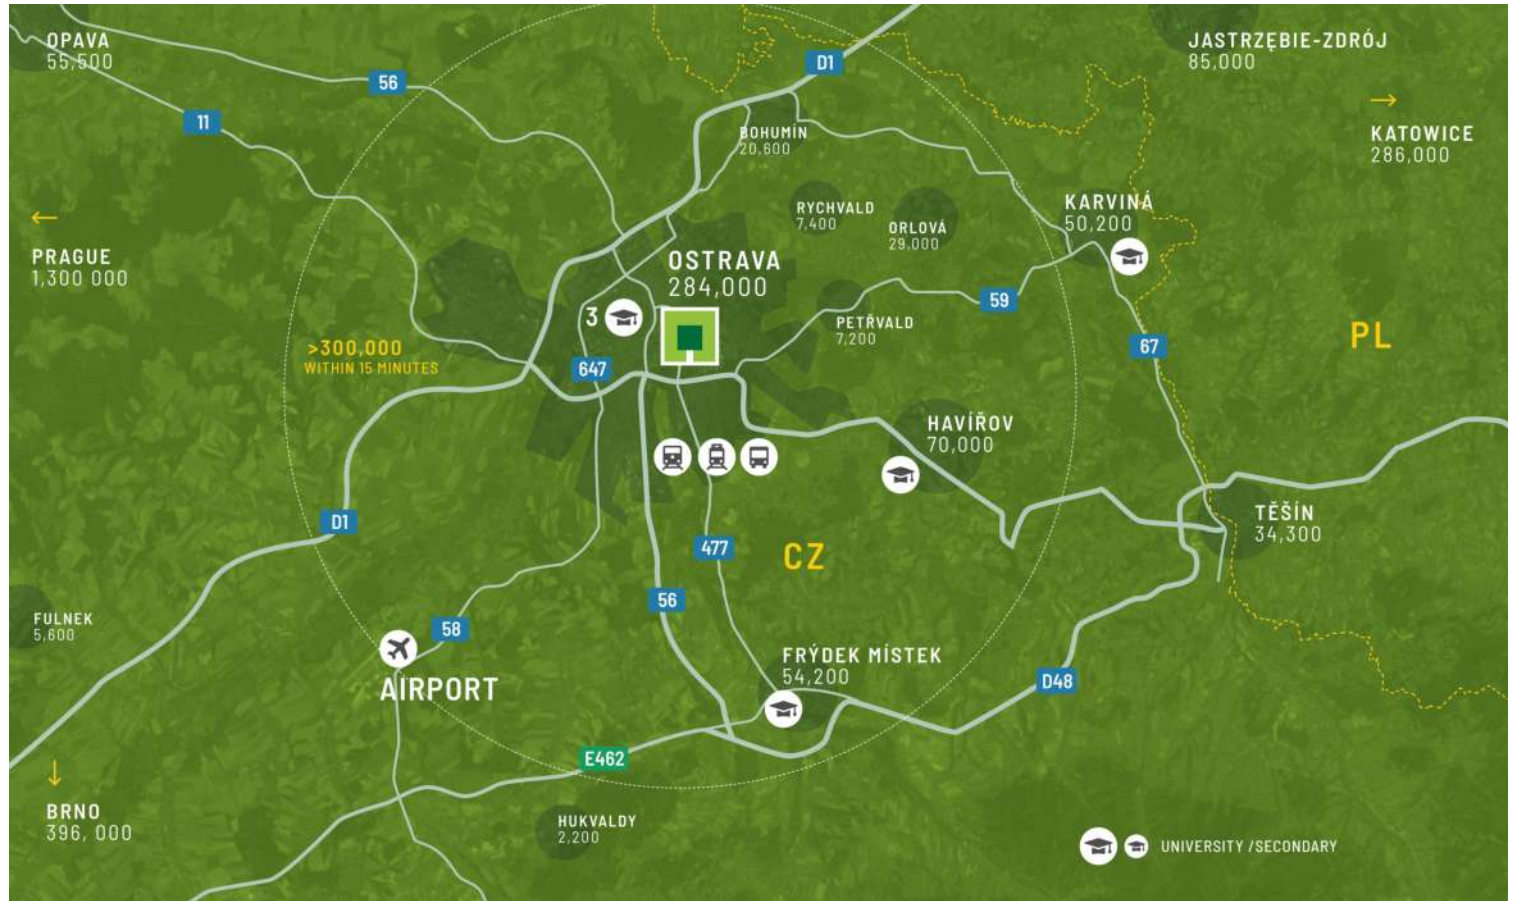 OPAVA
55,500
56
11
D1
JASTRZĘBIE-ZDRÓJ
85,000
→
KATOWICE
286,000
BOHUMÍN
20,600
←
PRAGUE
1,300 000
RYCHVALD
7,400
ORLOVÁ
29,000
KARVINÁ
50,200
OSTRAVA
284,000
3
59
PETŘVALD
7,200
67
PL
>300,000
WITHIN 15 MINUTES
647
HAVÍŘOV
70,000
D1
477
CZ
TĚŠÍN
34,300
56
FULNEK
5,600
58
AIRPORT
FRÝDEK MÍSTEK
54,200
D48
E462
↓
BRNO
396, 000
HUKVALDY
2,200
UNIVERSITY /SECONDARY